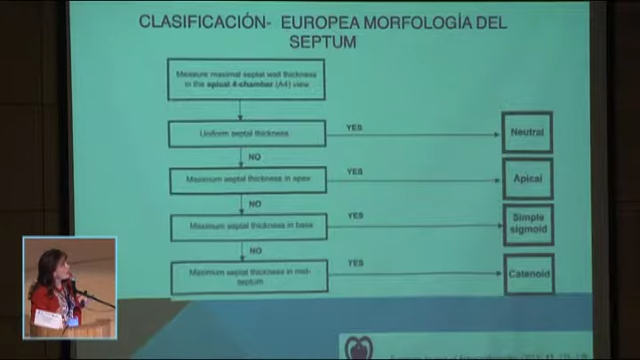 CLASIFICACIÓN- EUROPEA MORFOLOGÍA DEL
SEPTUM
Measure maximal septal wall thickness
in the apical 4-chamber (A4) view
Uniform septal thickness
YES
Neutral
NO
Maximum septal thickness in apex
YES
Apical
NO
Maximum septal thickness in base
YES
Simple
sigmoid
NO
Maximum septal thickness in mid-
septum
YES
Catenoid